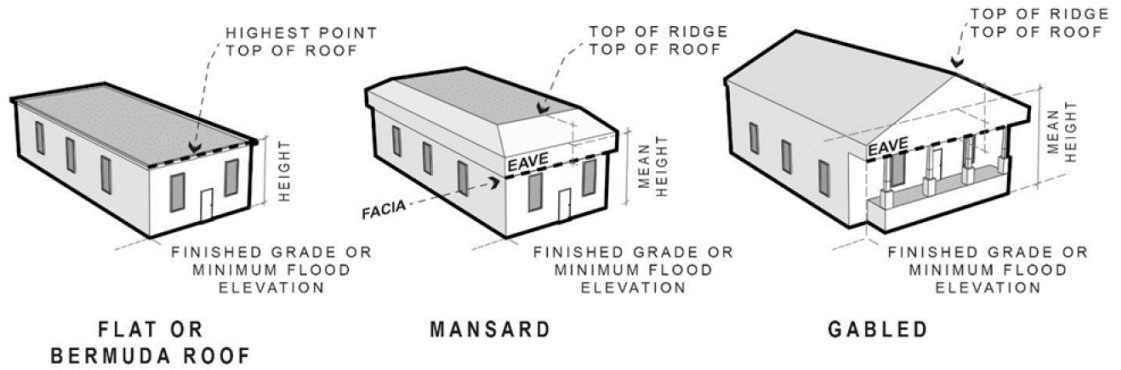 HIGHEST POINT
TOP OF ROOF
HEIGHT
FINISHED GRADE OR
MINIMUM FLOOD
ELEVATION
FLAT OR
BERMUDA ROOF
TOP OF RIDGE
TOP OF ROOF
EAVE
FACIA
MEAN
HEIGHT
FINISHED GRADE OR
MINIMUM FLOOD
ELEVATION
MANSARD
TOP OF RIDGE
TOP OF ROOF
EAVE
MEAN
HEIGHT
FINISHED GRADE OR
MINIMUM FLOOD
ELEVATION
GABLED